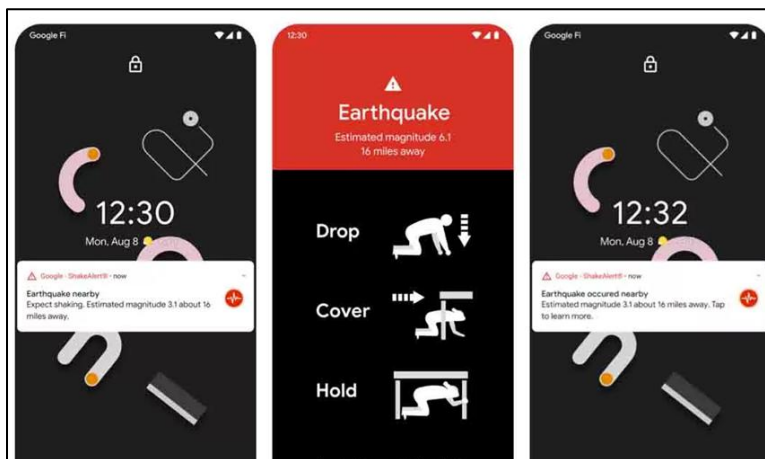 Google Fi
12:30
Mon, Aug 8
Google · ShakeAlert® · now
Earthquake nearby
Expect shaking. Estimated magnitude 3.1 about 16
miles away.
12:30
Earthquake
Estimated magnitude 6.1
16 miles away
Drop
Cover
Hold
Google Fi
12:32
Mon, Aug 8
Google · ShakeAlert® · now
Earthquake occured nearby
Estimated magnitude 3.1 about 16 miles away. Tap
to learn more.